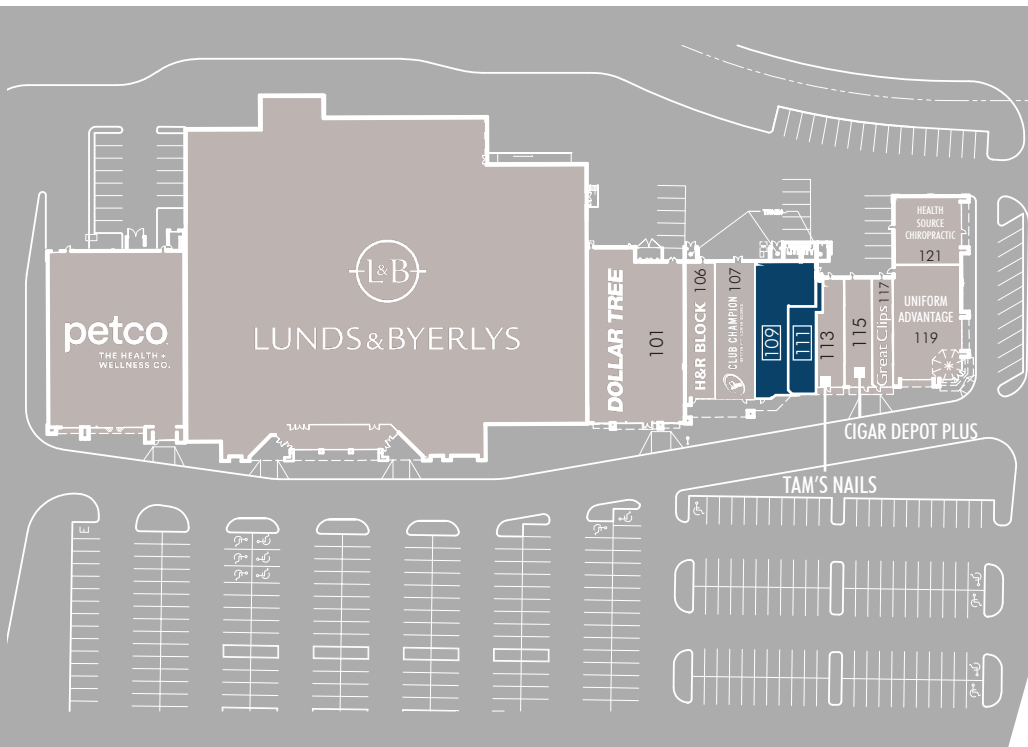 HEALTH
SOURCE
CHIROPRACTIC
121
petco
THE HEALTH +
WELLNESS CO.
L&B
LUNDS & BYERLYS
DOLLAR TREE
101
H&R BLOCK 106
CLUB CHAMPION 107
109
111
113
115
Great Clips 117
UNIFORM
ADVANTAGE
119
CIGAR DEPOT PLUS
TAM'S NAILS
E